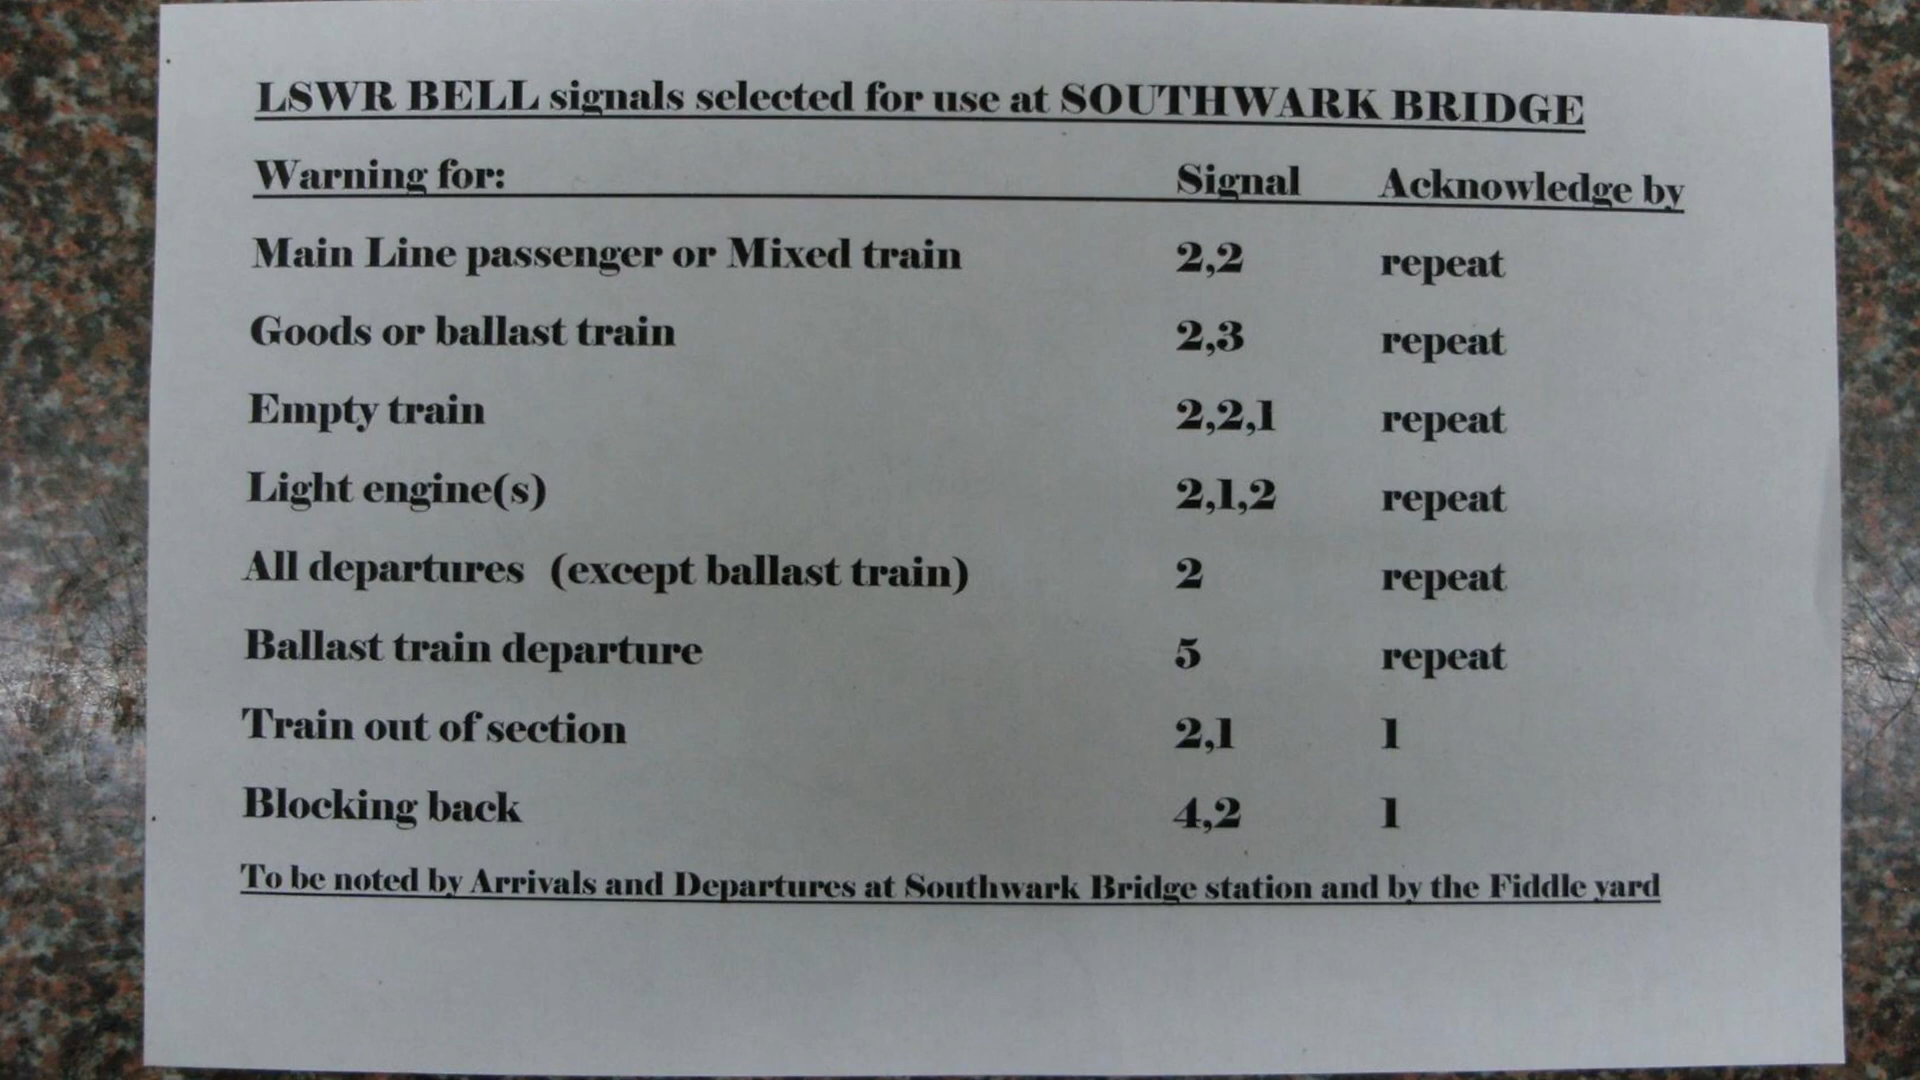 LSWR BELL signals selected for use at SOUTHWARK BRIDGE
Warning for: Signal Acknowledge by
Main Line passenger or Mixed train 2,2 repeat
Goods or ballast train 2,3 repeat
Empty train 2,2,1 repeat
Light engine(s) 2,1,2 repeat
All departures (except ballast train) 2 repeat
Ballast train departure 5 repeat
Train out of section 2,1 1
Blocking back 4,2 1
To be noted by Arrivals and Departures at Southwark Bridge station and by the Fiddle yard